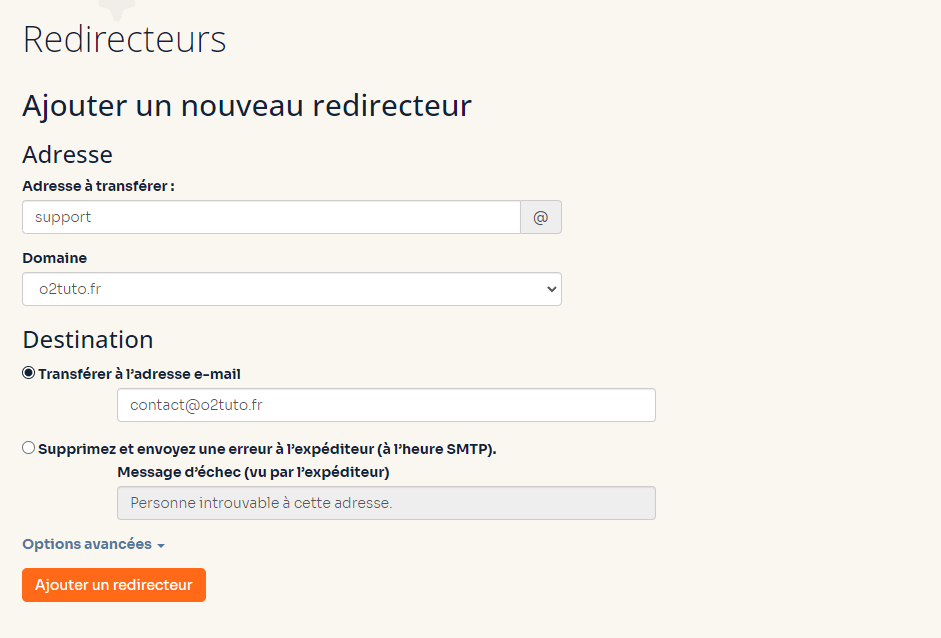 Redirecteurs
Ajouter un nouveau redirecteur
Adresse
Adresse à transférer :
support @
Domaine
o2tuto.fr
Destination
Transférer à l'adresse e-mail
contact@o2tuto.fr
Supprimez et envoyez une erreur à l'expéditeur (à l'heure SMTP).
Message d'échec (vu par l'expéditeur)
Personne introuvable à cette adresse.
Options avancées
Ajouter un redirecteur